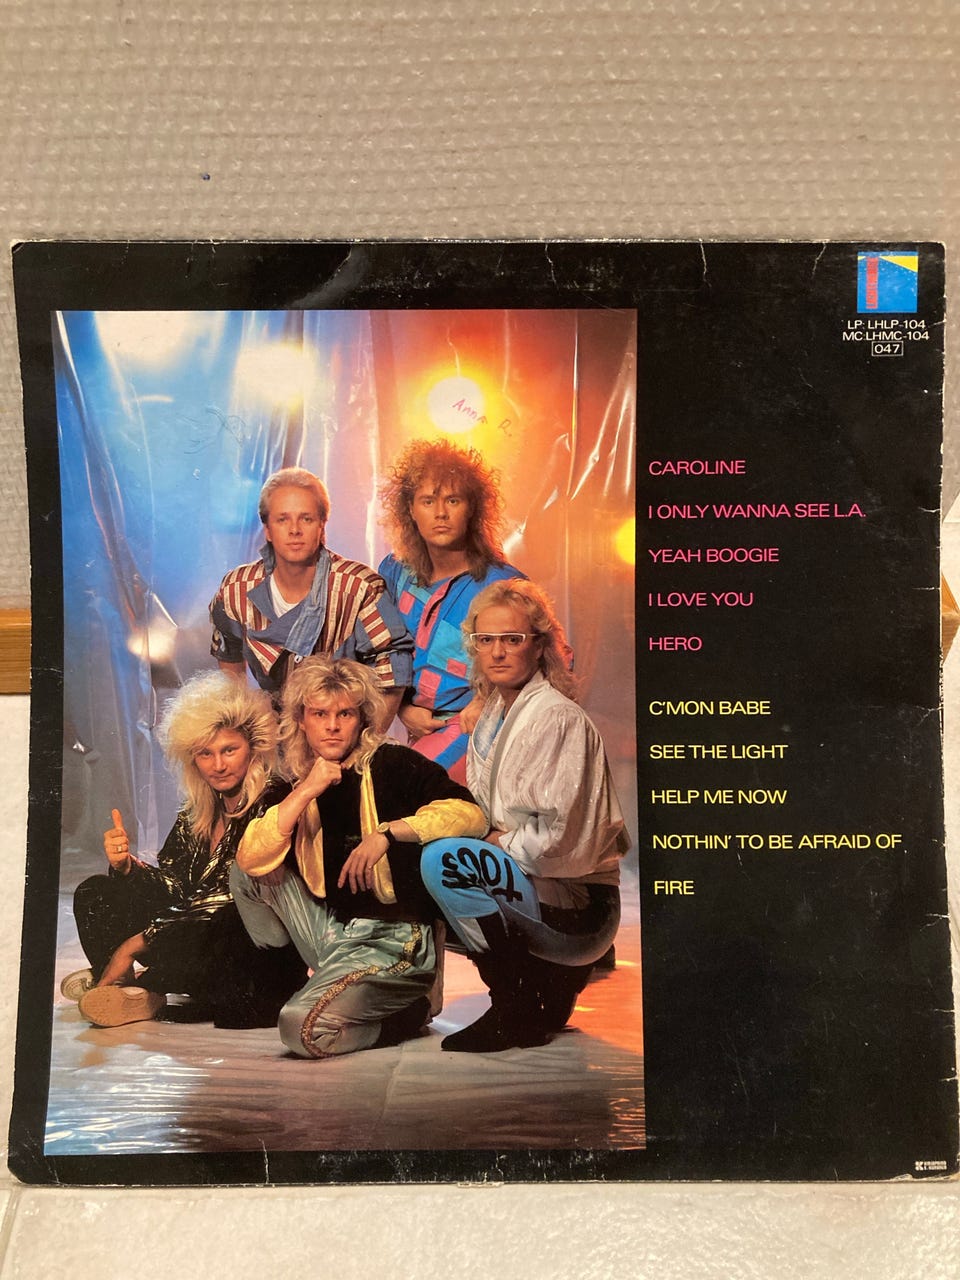 LP: LHLP-104
MC:LHMC-104
047
Anna R.
CAROLINE
I ONLY WANNA SEE L.A.
YEAH BOOGIE
I LOVE YOU
HERO
C'MON BABE
SEE THE LIGHT
HELP ME NOW
NOTHIN' TO BE AFRAID OF
FIRE